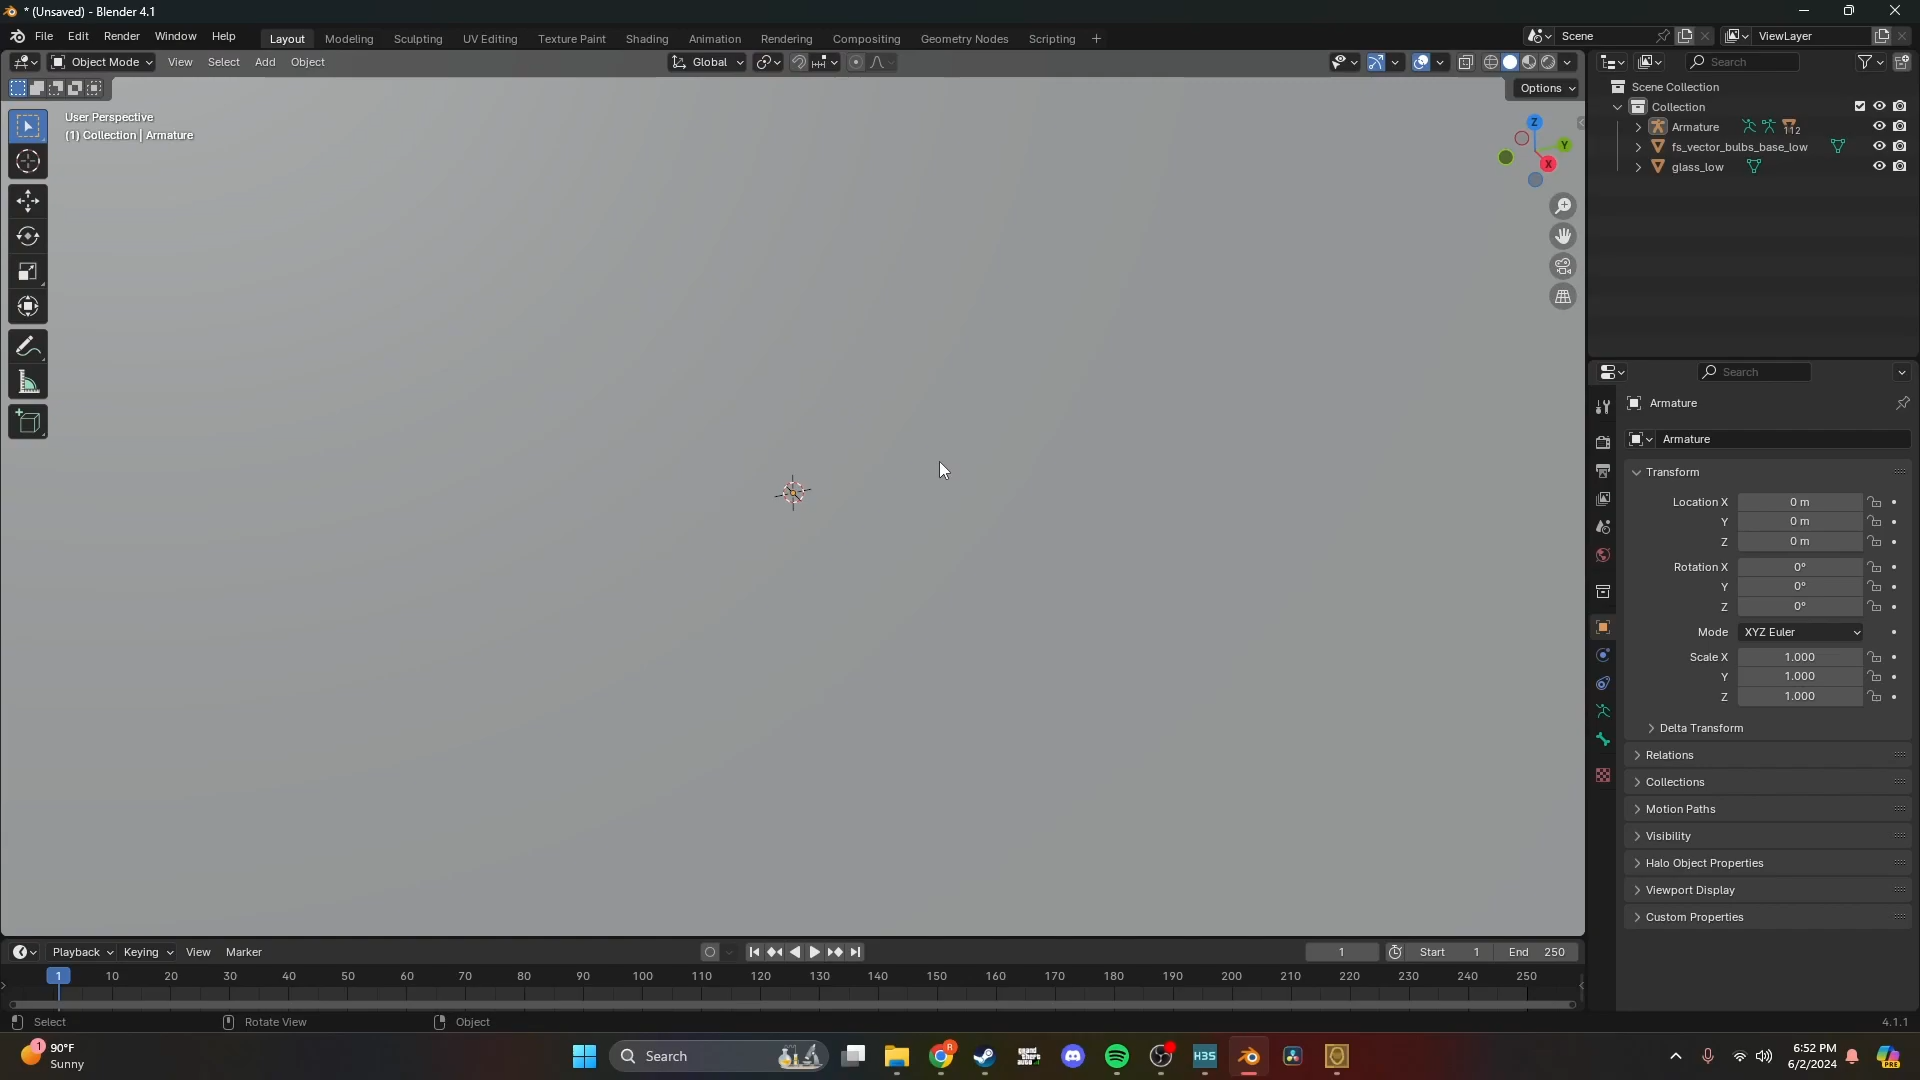 * (Unsaved) - Blender 4.1
File Edit Render Window Help Layout Modeling Sculpting UV Editing Texture Paint Shading Animation Rendering Compositing Geometry Nodes Scripting + Scene ViewLayer
Object Mode View Select Add Object Global Search
Options
User Perspective
(1) Collection | Armature
Z
Y
X
Scene Collection
Collection
Armature 112
fs_vector_bulbs_base_low
glass_low
Search
Armature
Armature
Transform
Location X 0 m
Y 0 m
Z 0 m
Rotation X 0°
Y 0°
Z 0°
Mode XYZ Euler
Scale X 1.000
Y 1.000
Z 1.000
Delta Transform
Relations
Collections
Motion Paths
Visibility
Halo Object Properties
Viewport Display
Custom Properties
Playback Keying View Marker 1 Start 1 End 250
1 10 20 30 40 50 60 70 80 90 100 110 120 130 140 150 160 170 180 190 200 210 220 230 240 250
Select Rotate View Object 4.1.1
1 90°F
Sunny
Search
R
H3S
6:52 PM
6/2/2024
PRE